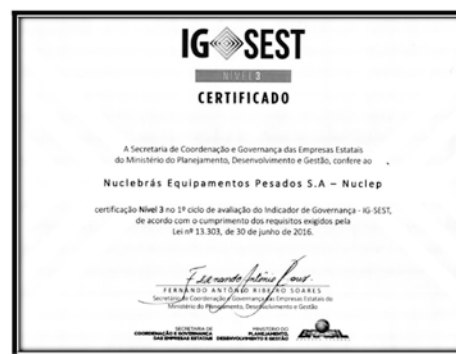 IG SEST
NÍVEL 3
CERTIFICADO
A Secretaria de Coordenação e Governança das Empresas Estatais
do Ministério do Planejamento, Desenvolvimento e Gestão, confere ao
Nuclebrás Equipamentos Pesados S.A – Nuclep
certificação Nível 3 no 1º ciclo de avaliação do Indicador de Governança - IG-SEST,
de acordo com o cumprimento dos requisitos exigidos pela
Lei nº 13.303, de 30 de junho de 2016.
Fernando Antônio
FERNANDO ANTÔNIO RIBEIRO SOARES
Secretário de Coordenação e Governança das Empresas Estatais do
Ministério do Planejamento, Desenvolvimento e Gestão
SECRETARIA DE
COORDENAÇÃO E GOVERNANÇA
DAS EMPRESAS ESTATAIS
MINISTÉRIO DO
PLANEJAMENTO,
DESENVOLVIMENTO E GESTÃO